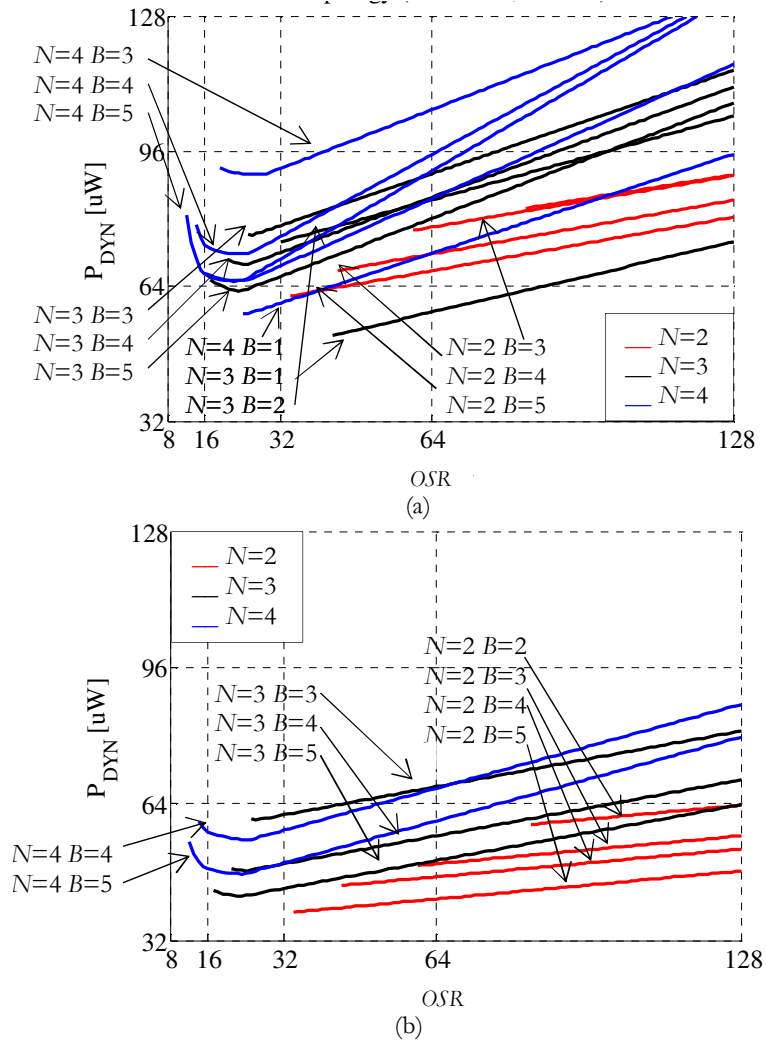 128
N=4 B=3
N=4 B=4
N=4 B=5
96
P_DYN [uW]
64
N=3 B=3
N=3 B=4
N=3 B=5
N=4 B=1
N=3 B=1
N=3 B=2
N=2 B=3
N=2 B=4
N=2 B=5
N=2
N=3
N=4
32
8 16 32 64 128
OSR
(a)
128
N=2
N=3
N=4
96
P_DYN [uW]
N=3 B=3
N=3 B=4
N=3 B=5
N=2 B=2
N=2 B=3
N=2 B=4
N=2 B=5
64
N=4 B=4
N=4 B=5
32
8 16 32 64 128
OSR
(b)